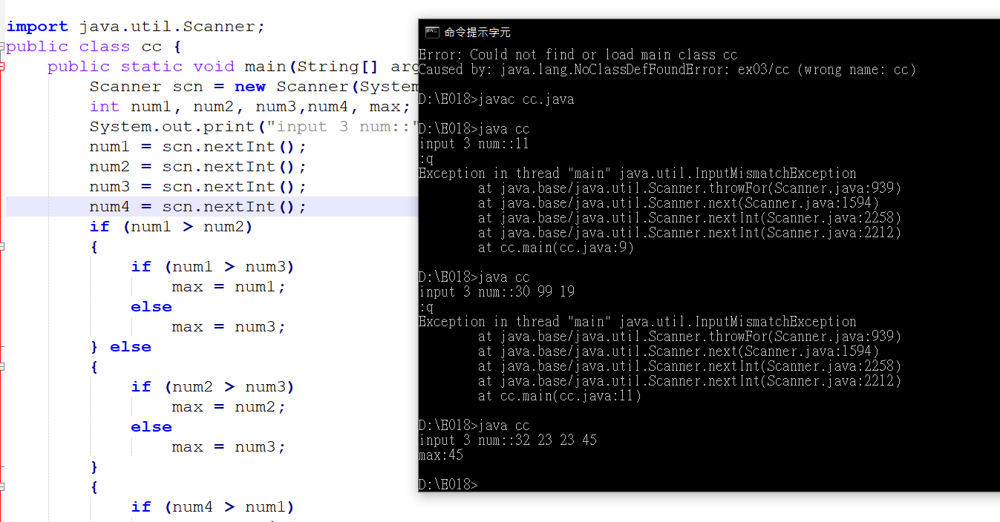 import java.util.Scanner;
public class cc {
public static void main(String[] arg
Scanner scn = new Scanner(System
int num1, num2, num3,num4, max;
System.out.print("input 3 num::"
num1 = scn.nextInt();
num2 = scn.nextInt();
num3 = scn.nextInt();
num4 = scn.nextInt();
if (num1 > num2)
{
if (num1 > num3)
max = num1;
else
max = num3;
} else
{
if (num2 > num3)
max = num2;
else
max = num3;
}
{
if (num4 > num1)
命令提示字元
Error: Could not find or load main class cc
Caused by: java.lang.NoClassDefFoundError: ex03/cc (wrong name: cc)
D:\E018>javac cc.java
D:\E018>java cc
input 3 num::11
:q
Exception in thread "main" java.util.InputMismatchException
at java.base/java.util.Scanner.throwFor(Scanner.java:939)
at java.base/java.util.Scanner.next(Scanner.java:1594)
at java.base/java.util.Scanner.nextInt(Scanner.java:2258)
at java.base/java.util.Scanner.nextInt(Scanner.java:2212)
at cc.main(cc.java:9)
D:\E018>java cc
input 3 num::30 99 19
:q
Exception in thread "main" java.util.InputMismatchException
at java.base/java.util.Scanner.throwFor(Scanner.java:939)
at java.base/java.util.Scanner.next(Scanner.java:1594)
at java.base/java.util.Scanner.nextInt(Scanner.java:2258)
at java.base/java.util.Scanner.nextInt(Scanner.java:2212)
at cc.main(cc.java:11)
D:\E018>java cc
input 3 num::32 23 23 45
max:45
D:\E018>